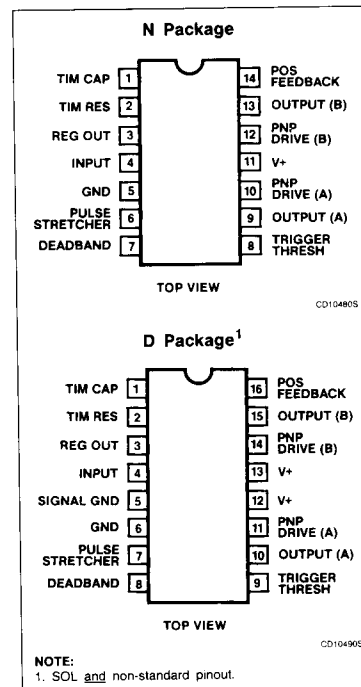 N Package
TIM CAP 1 14 POS FEEDBACK
TIM RES 2 13 OUTPUT (B)
REG OUT 3 12 PNP DRIVE (B)
INPUT 4 11 V+
GND 5 10 PNP DRIVE (A)
PULSE STRETCHER 6 9 OUTPUT (A)
DEADBAND 7 8 TRIGGER THRESH
TOP VIEW
CD10480S
D Package1
TIM CAP 1 16 POS FEEDBACK
TIM RES 2 15 OUTPUT (B)
REG OUT 3 14 PNP DRIVE (B)
INPUT 4 13 V+
SIGNAL GND 5 12 V+
GND 6 11 PNP DRIVE (A)
PULSE STRETCHER 7 10 OUTPUT (A)
DEADBAND 8 9 TRIGGER THRESH
TOP VIEW
CD10490S
NOTE:
1. SOL and non-standard pinout.